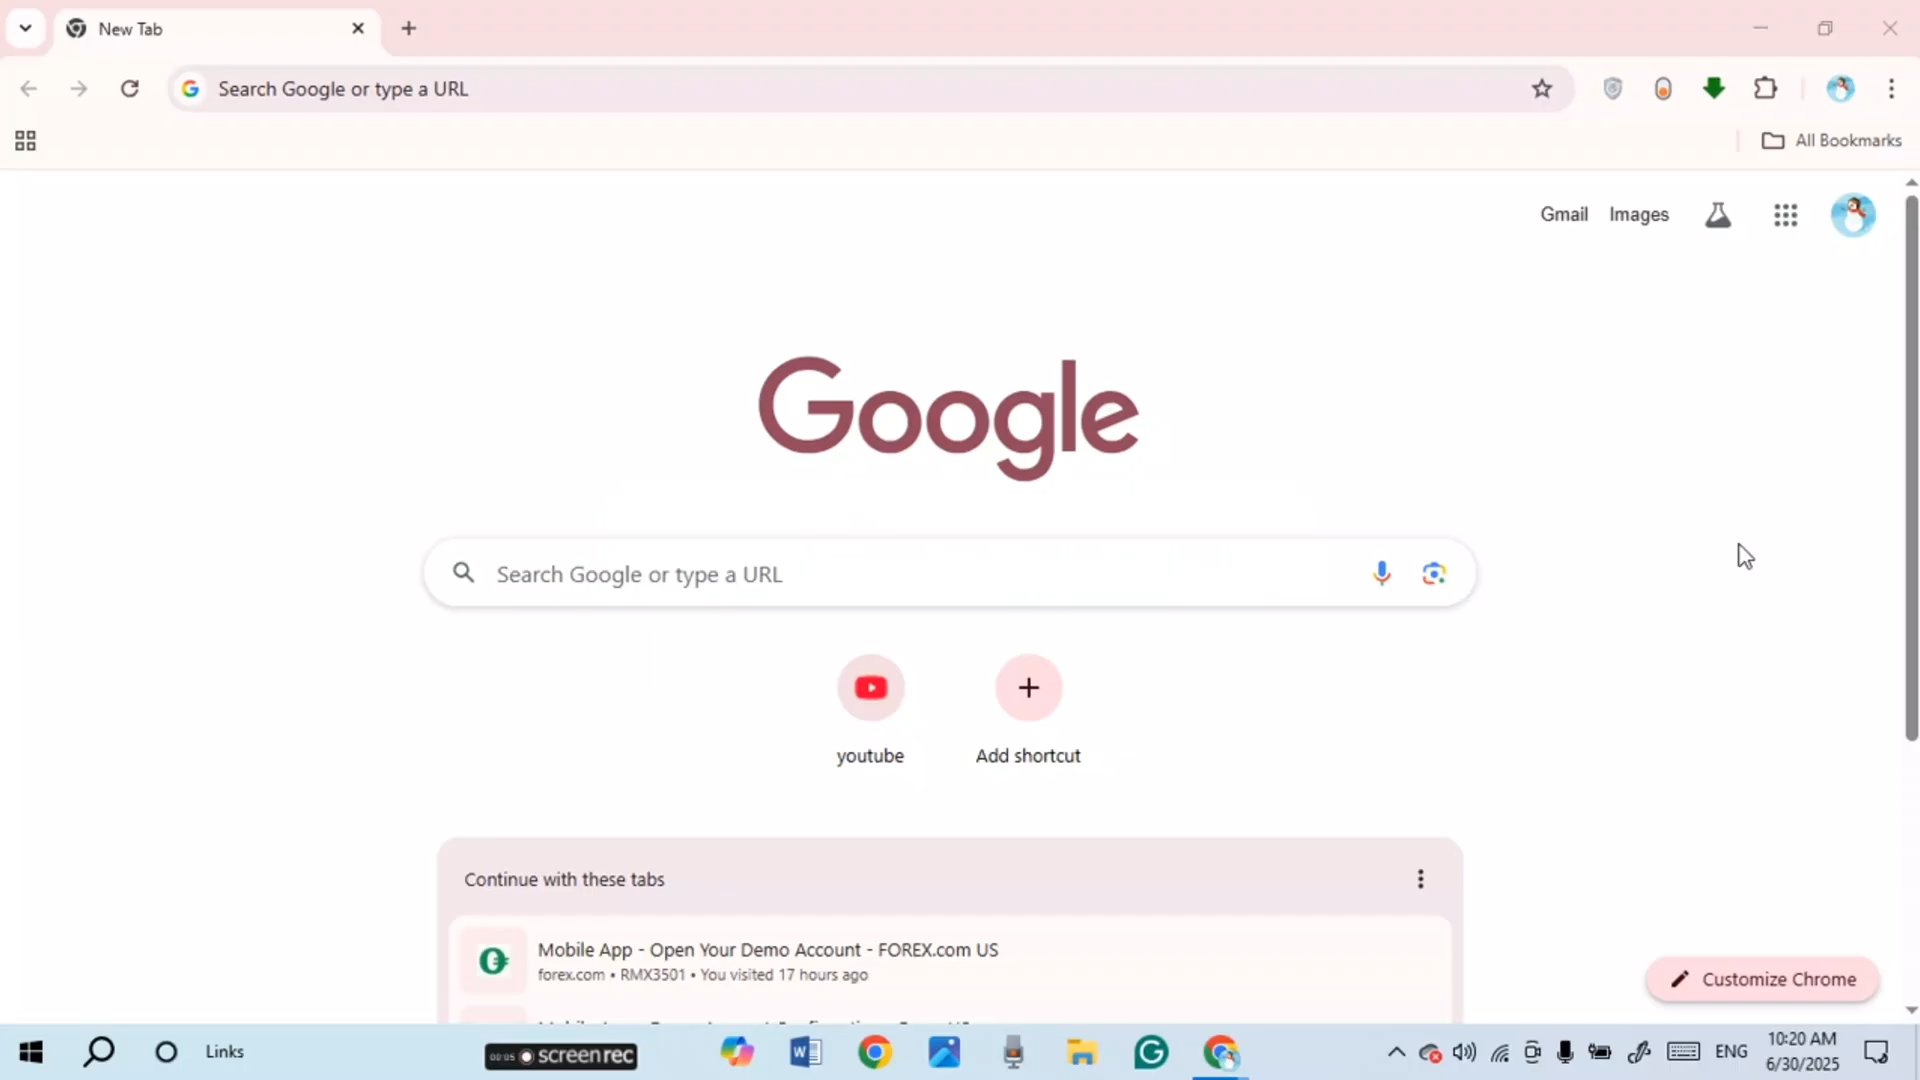 New Tab
Search Google or type a URL
All Bookmarks
Gmail Images
Google
Search Google or type a URL
youtube Add shortcut
Continue with these tabs
Mobile App - Open Your Demo Account - FOREX.com US
forex.com • RMX3501 • You visited 17 hours ago
Customize Chrome
Links
00:05 screenrec
ENG
10:20 AM
6/30/2025